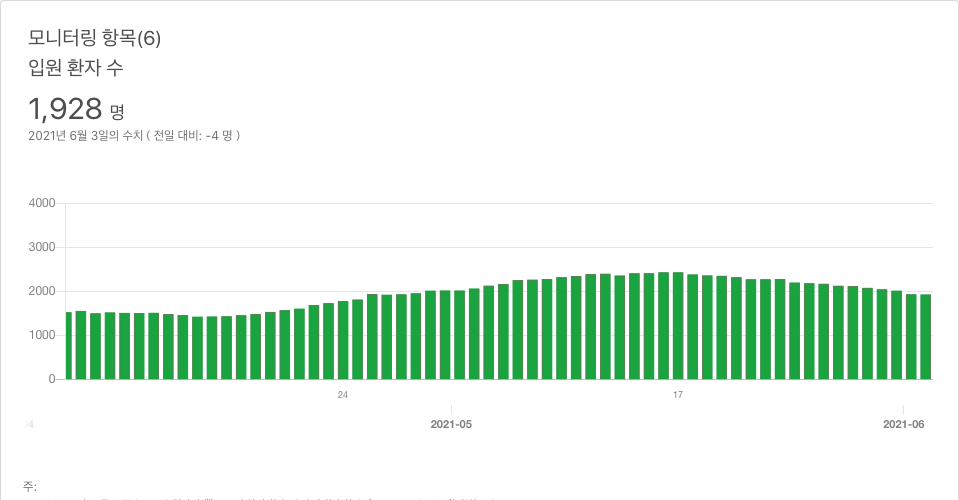 모니터링 항목(6)
입원 환자 수
1,928 명
2021년 6월 3일의 수치 ( 전일 대비: -4 명 )
4000
3000
2000
1000
0
24
17
2021-05
2021-06
주: